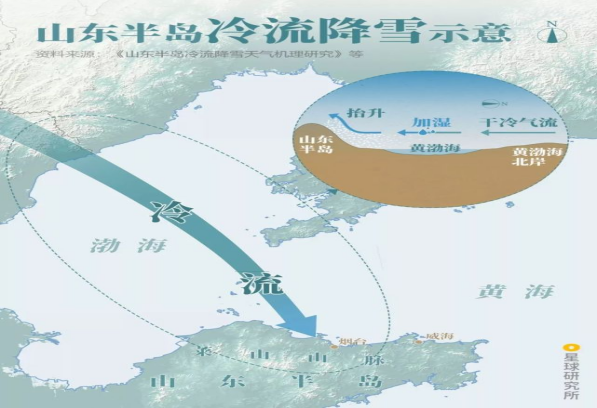 山东半岛冷流降雪示意
N
资料来源：《山东半岛冷流降雪天气机理研究》等
N
抬升
加湿
干冷气流
山东
半岛
黄渤海
黄渤海
北岸
冷
流
渤海
黄海
烟台
威海
莱山山脉
山东半岛
星球研究所